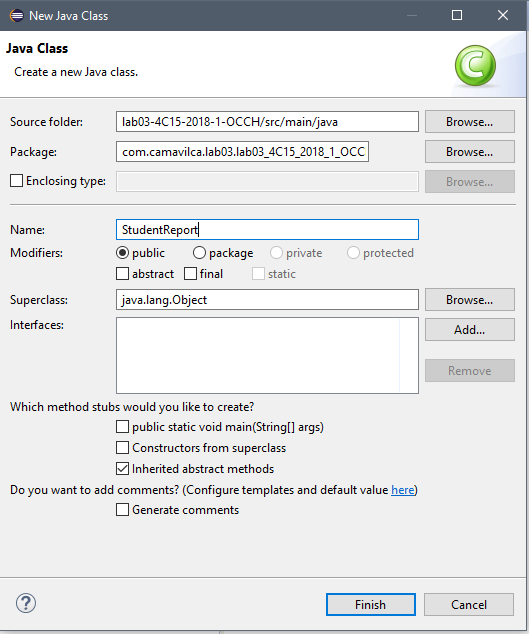 New Java Class
Java Class
Create a new Java class.
Source folder: lab03-4C15-2018-1-OCCH/src/main/java Browse...
Package: com.camavilca.lab03.lab03_4C15_2018_1_OCC Browse...
Enclosing type: Browse...
Name: StudentReport
Modifiers: public package private protected
abstract final static
Superclass: java.lang.Object Browse...
Interfaces: Add...
Remove
Which method stubs would you like to create?
public static void main(String[] args)
Constructors from superclass
Inherited abstract methods
Do you want to add comments? (Configure templates and default value here)
Generate comments
? Finish Cancel